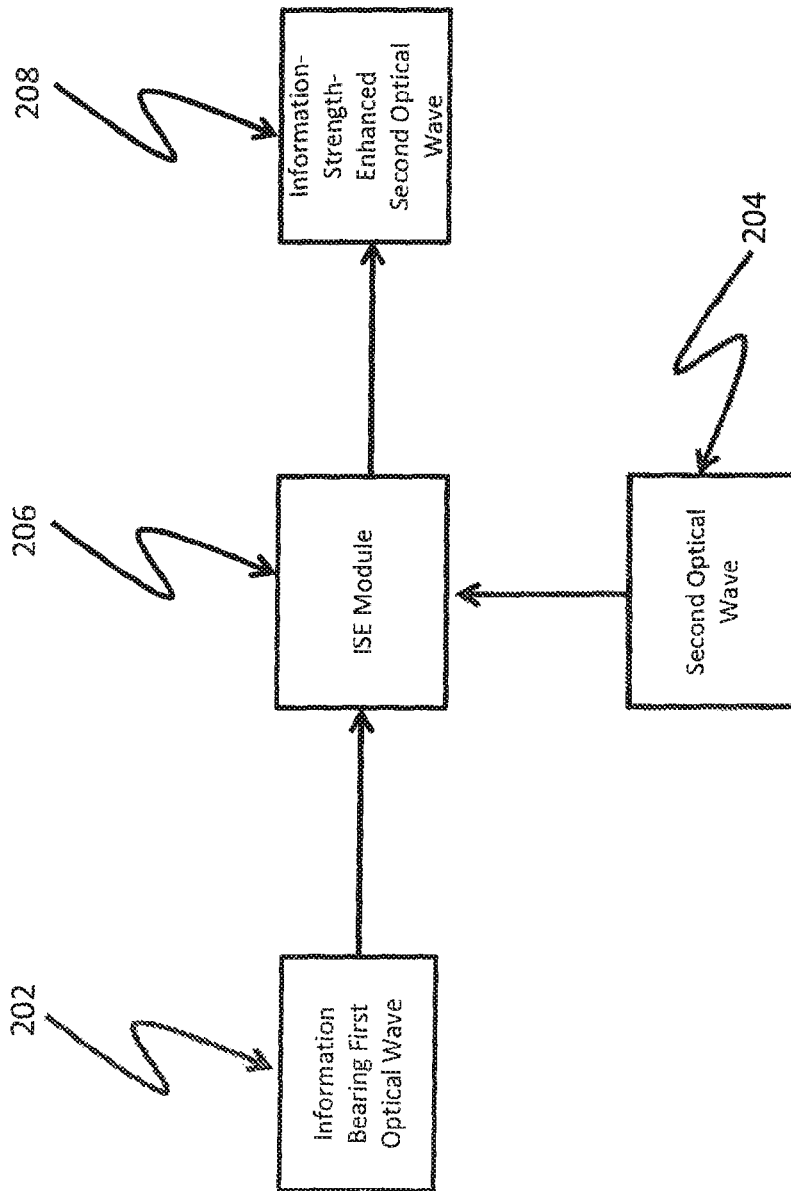 202
Information
Bearing First
Optical Wave
206
ISE Module
204
Second Optical
Wave
208
Information-
Strength-
Enhanced
Second Optical
Wave